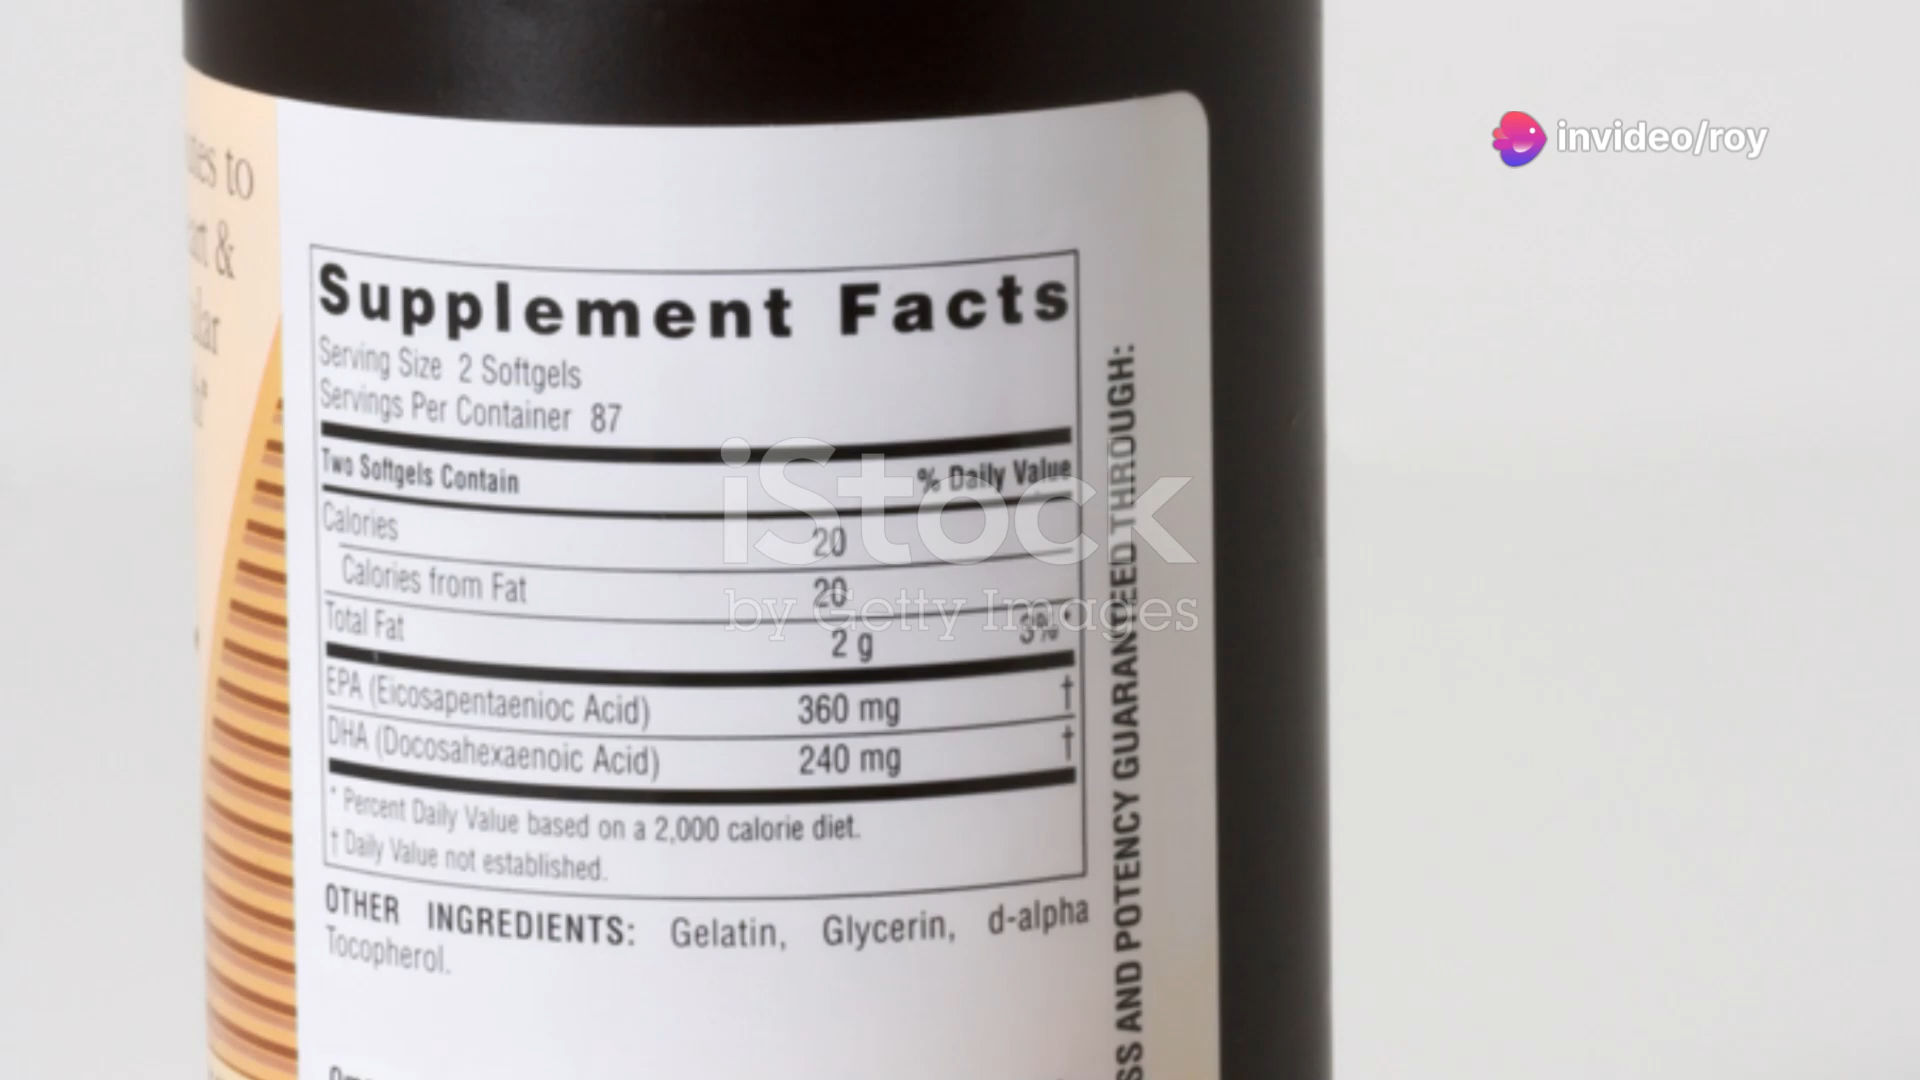 invideo/roy
Supplement Facts
Serving Size 2 Softgels
Servings Per Container 87
Two Softgels Contain % Daily Value
Calories 20
Calories from Fat 20
Total Fat 2 g 3%*
EPA (Eicosapentaenioc Acid) 360 mg †
DHA (Docosahexaenoic Acid) 240 mg †
* Percent Daily Value based on a 2,000 calorie diet.
† Daily Value not established.
OTHER INGREDIENTS: Gelatin, Glycerin, d-alpha
Tocopherol.
AND POTENCY GUARANTEED THROUGH:
to
&
iStock
by Getty Images